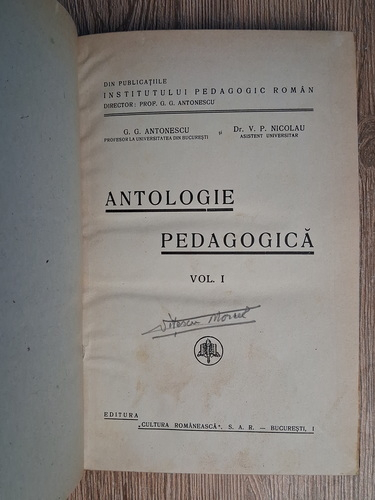 DIN PUBLICAȚIILE
INSTITUTULUI PEDAGOGIC ROMÂN
DIRECTOR: PROF. G. G. ANTONESCU
G. G. ANTONESCU și Dr. V. P. NICOLAU
PROFESOR LA UNIVERSITATEA DIN BUCUREȘTI ASISTENT UNIVERSITAR
ANTOLOGIE
PEDAGOGICĂ
VOL. I
EDITURA
„CULTURA ROMÂNEASCĂ", S. A. R. — BUCUREȘTI, I